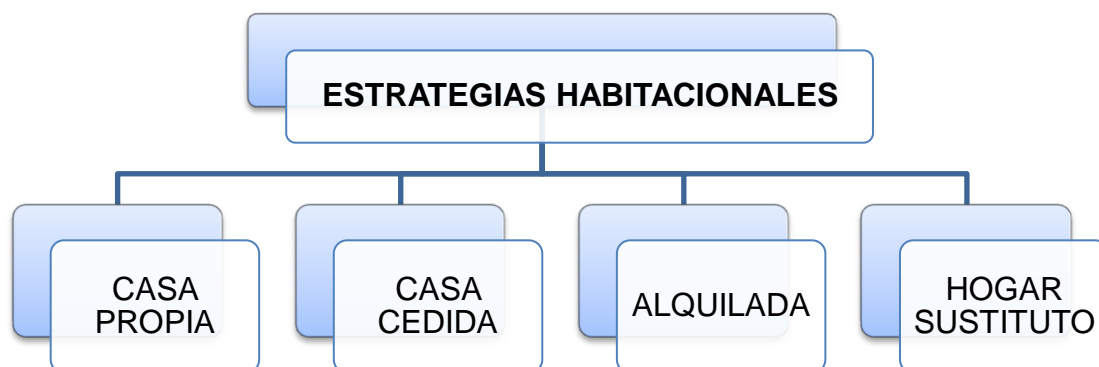 ESTRATEGIAS HABITACIONALES
CASA
PROPIA
CASA
CEDIDA
ALQUILADA
HOGAR
SUSTITUTO